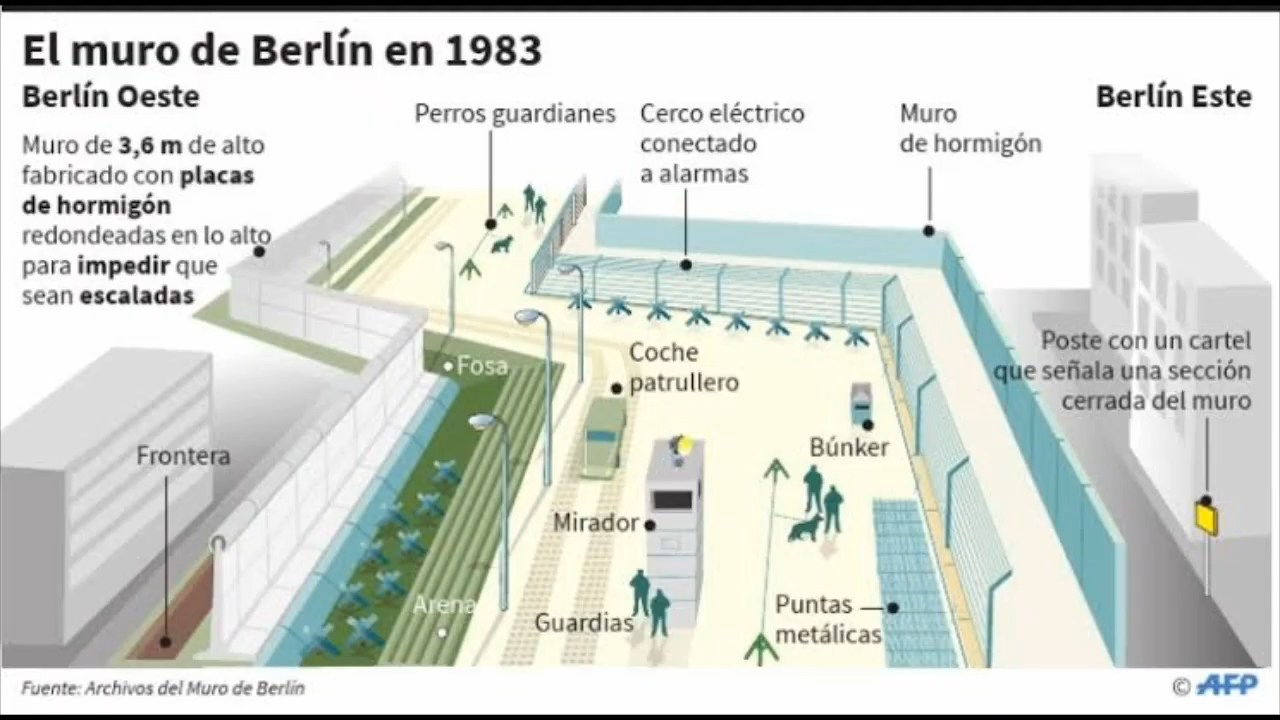 El muro de Berlín en 1983
Berlín Oeste
Berlín Este
Muro de 3,6 m de alto
fabricado con placas
de hormigón
redondeadas en lo alto
para impedir que
sean escaladas
Perros guardianes
Cerco eléctrico
conectado
a alarmas
Muro
de hormigón
Poste con un cartel
que señala una sección
cerrada del muro
Fosa
Coche
patrullero
Búnker
Frontera
Mirador
Arena
Guardias
Puntas
metálicas
Fuente: Archivos del Muro de Berlín
© AFP